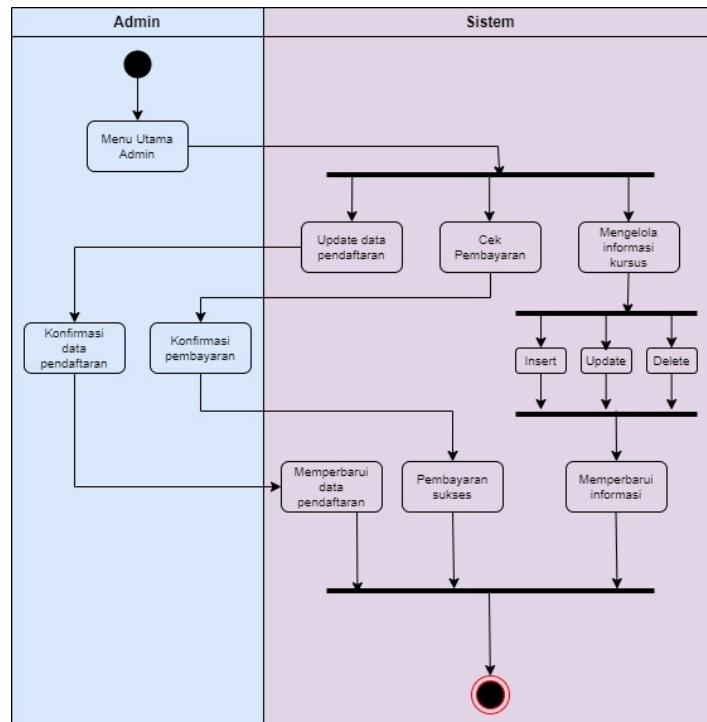 Admin
Sistem
Menu Utama
Admin
Update data
pendaftaran
Cek
Pembayaran
Mengelola
informasi
kursus
Konfirmasi
data
pendaftaran
Konfirmasi
pembayaran
Insert
Update
Delete
Memperbarui
data
pendaftaran
Pembayaran
sukses
Memperbarui
informasi